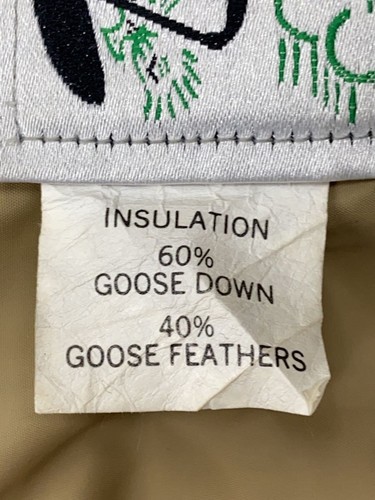 INSULATION
60%
GOOSE DOWN
40%
GOOSE FEATHERS